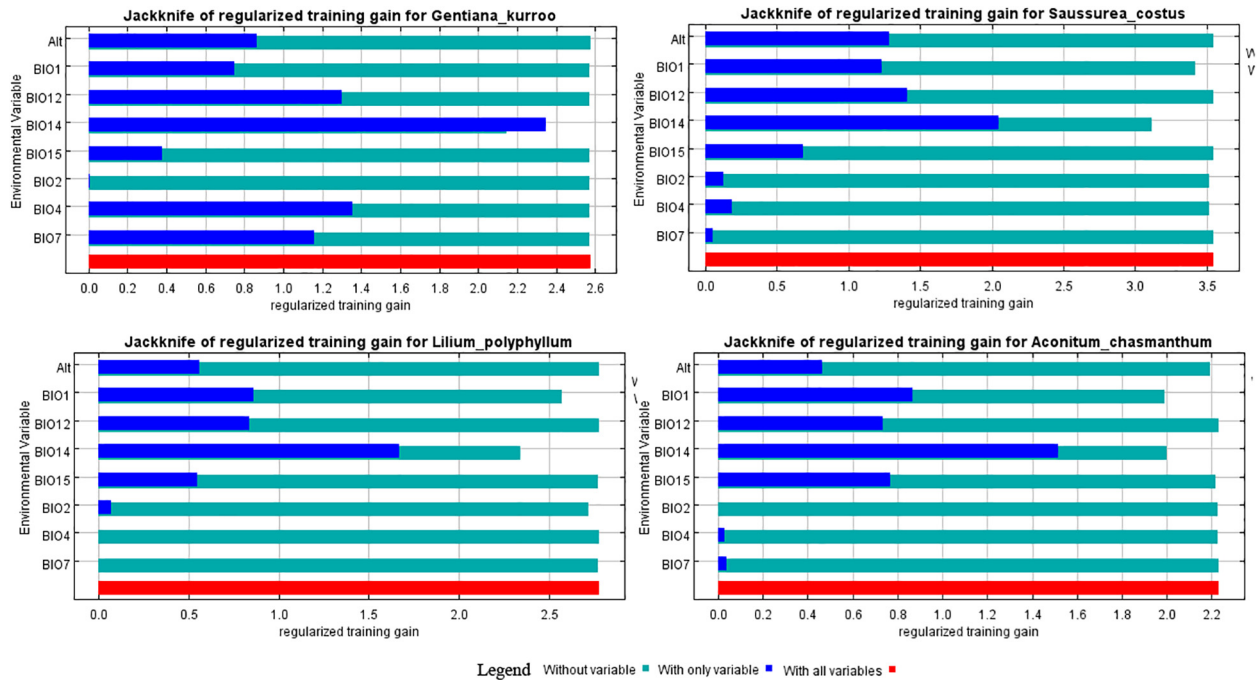 Jackknife of regularized training gain for Gentiana_kurroo
Environmental Variable
Alt
BIO1
BIO12
BIO14
BIO15
BIO2
BIO4
BIO7
0.0 0.2 0.4 0.6 0.8 1.0 1.2 1.4 1.6 1.8 2.0 2.2 2.4 2.6
regularized training gain
Jackknife of regularized training gain for Saussurea_costus
Environmental Variable
Alt
BIO1
BIO12
BIO14
BIO15
BIO2
BIO4
BIO7
0.0 0.5 1.0 1.5 2.0 2.5 3.0 3.5
regularized training gain
Jackknife of regularized training gain for Lilium_polyphyllum
Environmental Variable
Alt
BIO1
BIO12
BIO14
BIO15
BIO2
BIO4
BIO7
0.0 0.5 1.0 1.5 2.0 2.5
regularized training gain
Jackknife of regularized training gain for Aconitum_chasmanthum
Environmental Variable
Alt
BIO1
BIO12
BIO14
BIO15
BIO2
BIO4
BIO7
0.0 0.2 0.4 0.6 0.8 1.0 1.2 1.4 1.6 1.8 2.0 2.2
regularized training gain
Legend Without variable With only variable With all variables